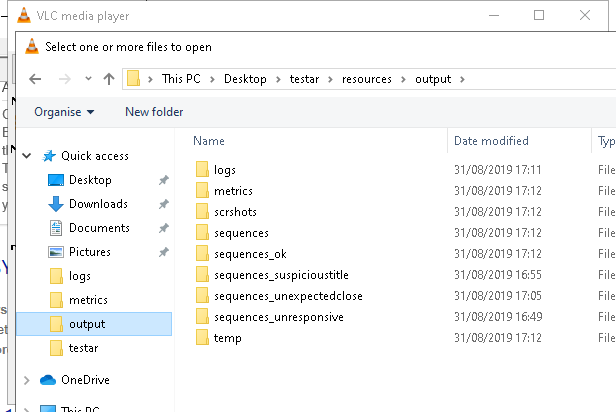 VLC media player
Select one or more files to open
This PC > Desktop > testar > resources > output >
Organise New folder
Name Date modified Typ
Quick access
Desktop
Downloads
Documents
Pictures
logs
metrics
output
testar
OneDrive
This PC
logs 31/08/2019 17:11 File
metrics 31/08/2019 17:12 File
scrshots 31/08/2019 17:12 File
sequences 31/08/2019 17:12 File
sequences_ok 31/08/2019 17:12 File
sequences_suspicioustitle 31/08/2019 16:55 File
sequences_unexpectedclose 31/08/2019 17:05 File
sequences_unresponsive 31/08/2019 16:49 File
temp 31/08/2019 17:12 File